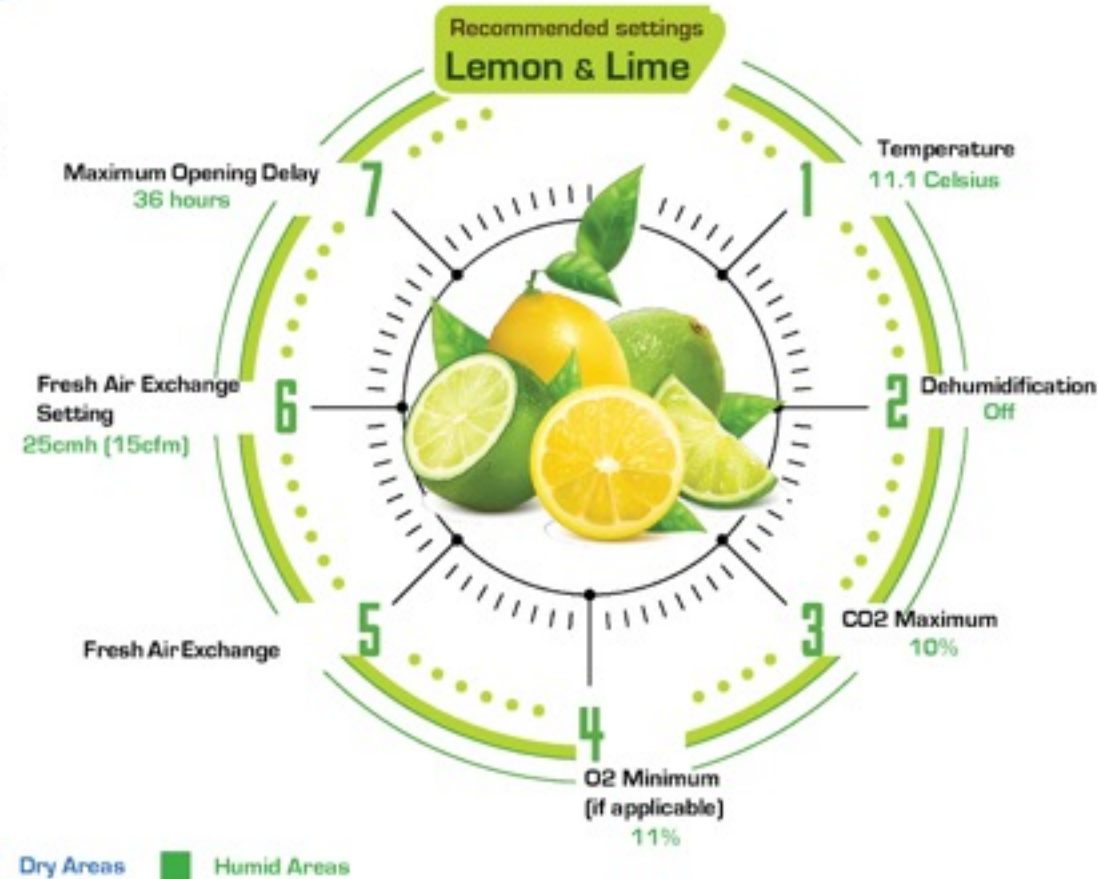 Recommended settings
Lemon & Lime
1
Temperature
11.1 Celsius
2
Dehumidification
Off
3
CO2 Maximum
10%
4
O2 Minimum
(if applicable)
11%
5
Fresh Air Exchange
6
Fresh Air Exchange
Setting
25cmh (15cfm)
7
Maximum Opening Delay
36 hours
Dry Areas
Humid Areas